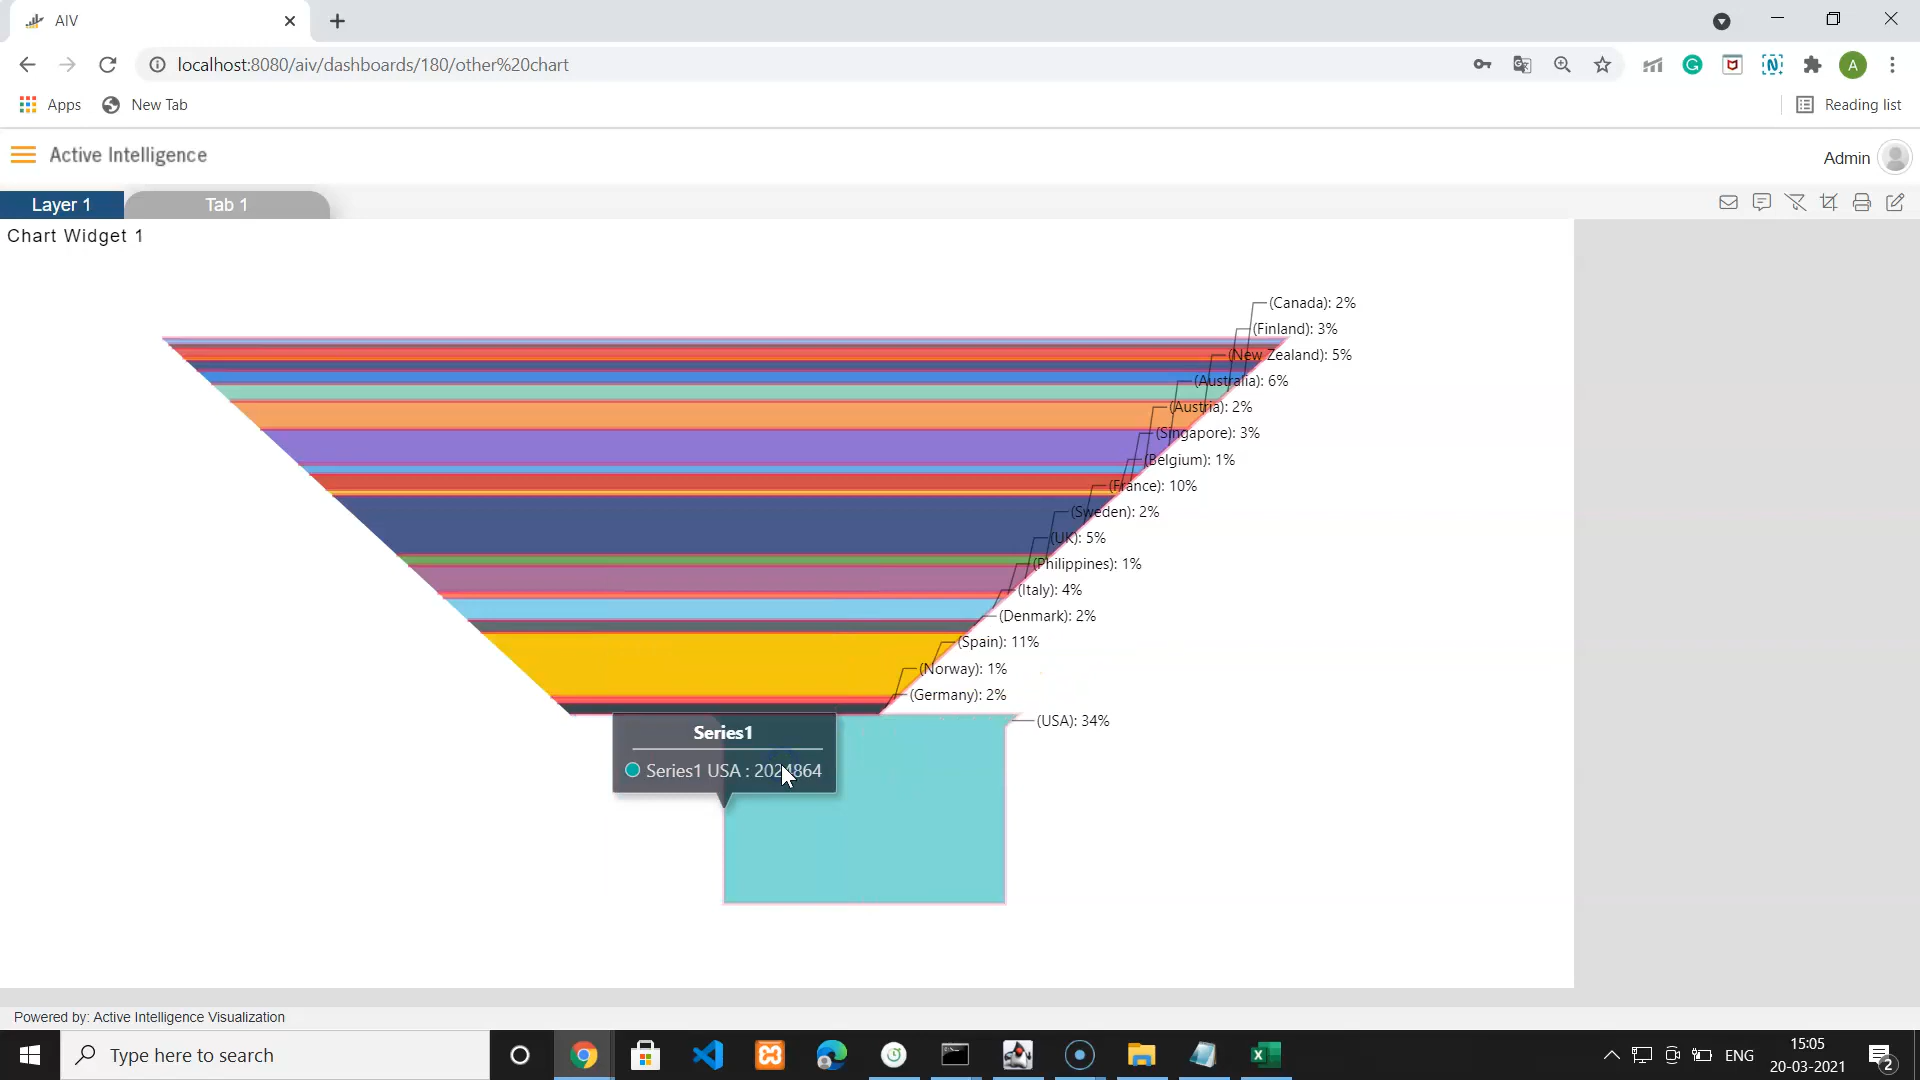 AIV
localhost:8080/aiv/dashboards/180/other%20chart
A
Apps
New Tab
Reading list
Active Intelligence
Admin
Layer 1
Tab 1
Chart Widget 1
(Canada): 2%
(Finland): 3%
(New Zealand): 5%
(Australia): 6%
(Austria): 2%
(Singapore): 3%
(Belgium): 1%
(France): 10%
(Sweden): 2%
(UK): 5%
(Philippines): 1%
(Italy): 4%
(Denmark): 2%
(Spain): 11%
(Norway): 1%
(Germany): 2%
(USA): 34%
Series1
Series1 USA : 2024864
Powered by: Active Intelligence Visualization
Type here to search
ENG
15:05
20-03-2021
2